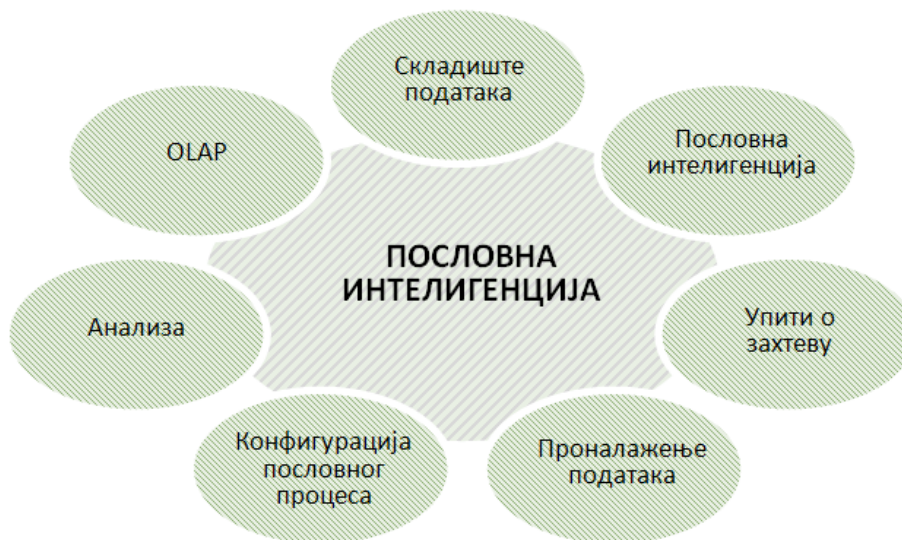 Складиште
података
OLAP
Пословна
интелигенција
ПОСЛОВНА
ИНТЕЛИГЕНЦИЈА
Анализа
Упити о
захтеву
Конфигурација
пословног
процеса
Проналажење
података